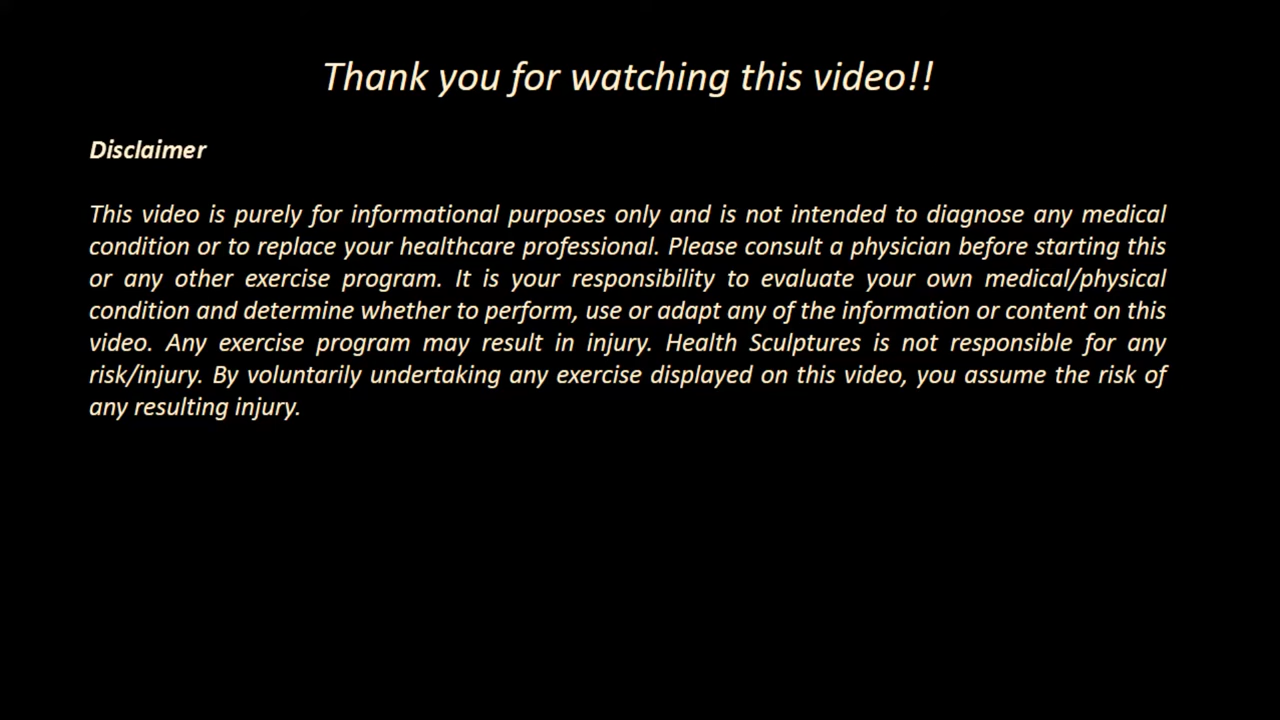 Thank you for watching this video!!
Disclaimer
This video is purely for informational purposes only and is not intended to diagnose any medical
condition or to replace your healthcare professional. Please consult a physician before starting this
or any other exercise program. It is your responsibility to evaluate your own medical/physical
condition and determine whether to perform, use or adapt any of the information or content on this
video. Any exercise program may result in injury. Health Sculptures is not responsible for any
risk/injury. By voluntarily undertaking any exercise displayed on this video, you assume the risk of
any resulting injury.